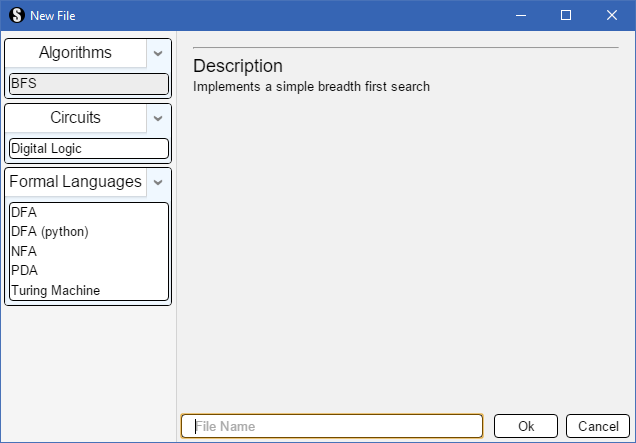 S New File
Algorithms
BFS
Circuits
Digital Logic
Formal Languages
DFA
DFA (python)
NFA
PDA
Turing Machine
Description
Implements a simple breadth first search
File Name
Ok
Cancel